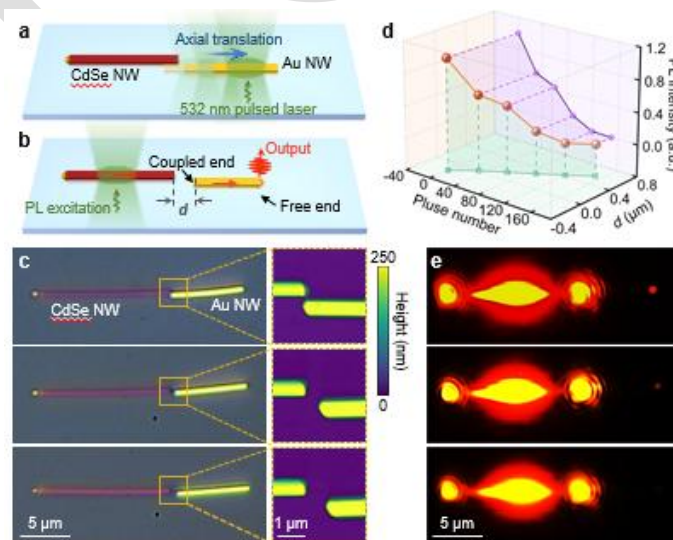 a
Axial translation
CdSe NW
Au NW
532 nm pulsed laser
b
Coupled end
Output
PL excitation
d
Free end
c
CdSe NW
Au NW
250
Height (nm)
0
5 μm
1 μm
d
1.2
0.8
0.4
0.0
PL intensity (a.u.)
-40
0
40
80
120
160
Pluse number
-0.4
0.0
0.4
0.8
d (μm)
e
5 μm